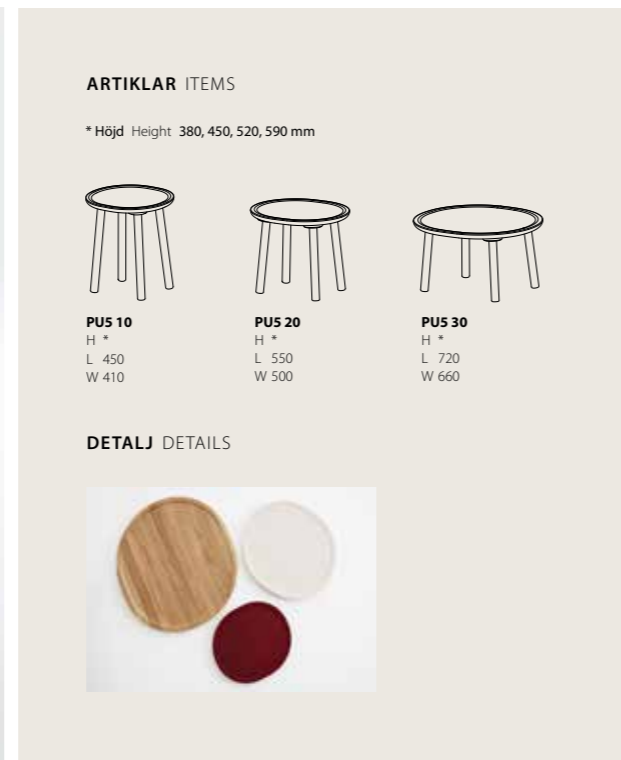 ARTIKLAR ITEMS
* Höjd Height 380, 450, 520, 590 mm
PU5 10
H *
L 450
W 410
PU5 20
H *
L 550
W 500
PU5 30
H *
L 720
W 660
DETALJ DETAILS